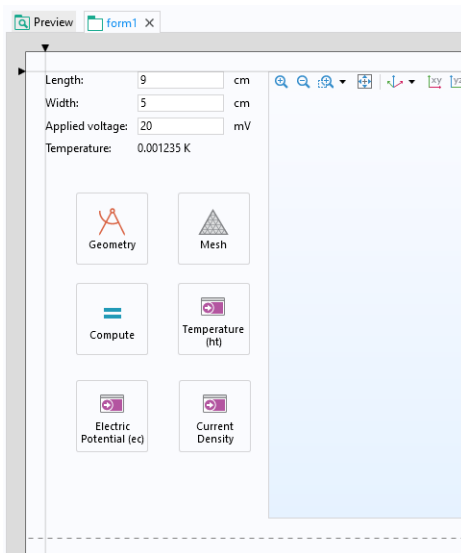 Preview form1
Length: 9 cm
Width: 5 cm
Applied voltage: 20 mV
Temperature: 0.001235 K
xy
Geometry Mesh
Compute Temperature
(ht)
Electric Current
Potential (ec) Density